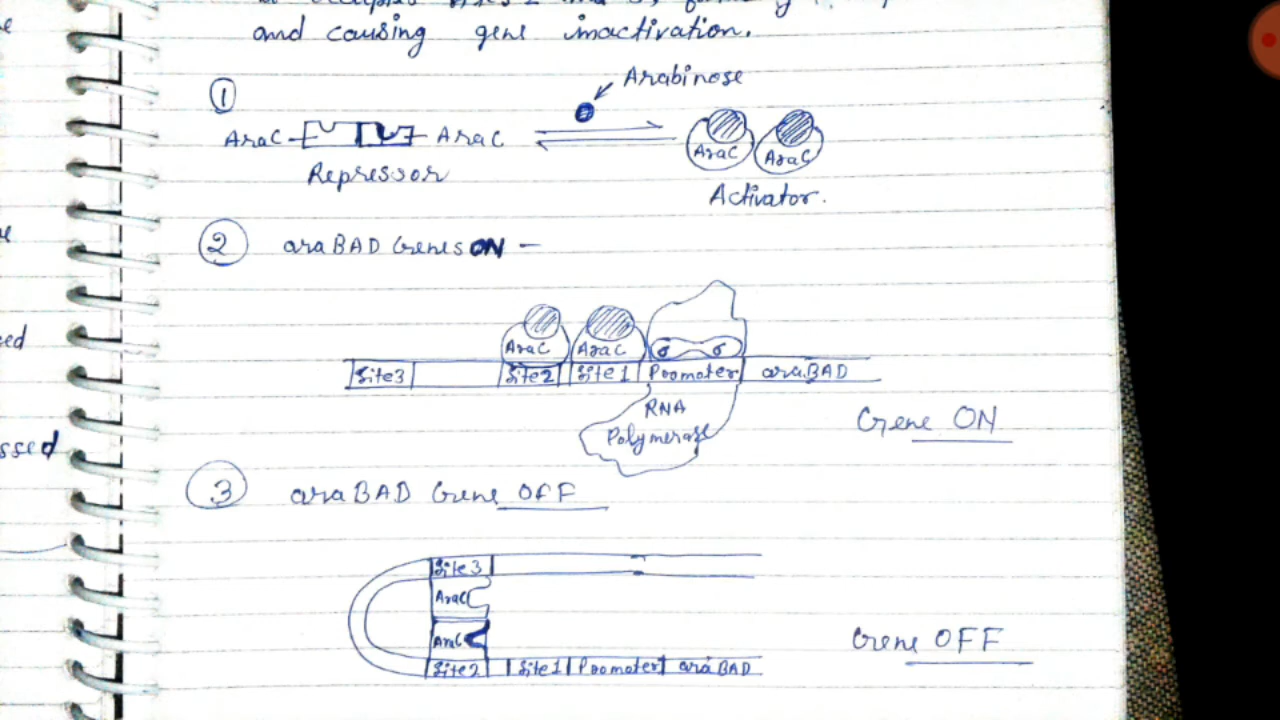 and causing gene inactivation.
Arabinose
①
AraC AraC
Repressor
AraC AraC
Activator.
② araBAD Genes ON –
AraC AraC σ σ
Site3 Site2 Site1 Promoter araBAD
RNA
Polymerase
Gene ON
③ araBAD Gene OFF
Site3
AraC
AraC
Gene OFF
Site2 Site1 Promoter araBAD
ssed